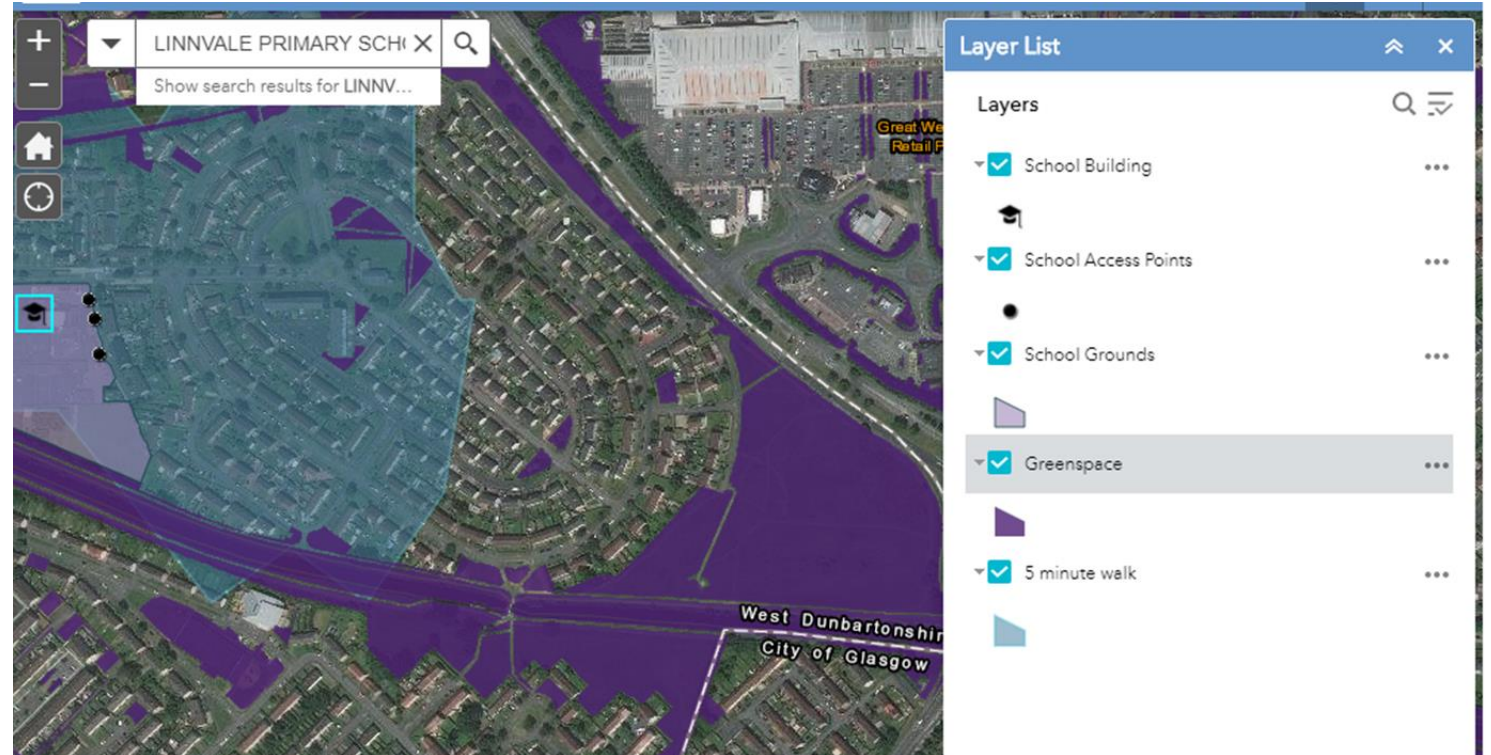 +
LINNVALE PRIMARY SCH
Show search results for LINNV...
−
Great We
Retail P
West Dunbartonshir
City of Glasgow
Layer List
Layers
School Building
School Access Points
School Grounds
Greenspace
5 minute walk